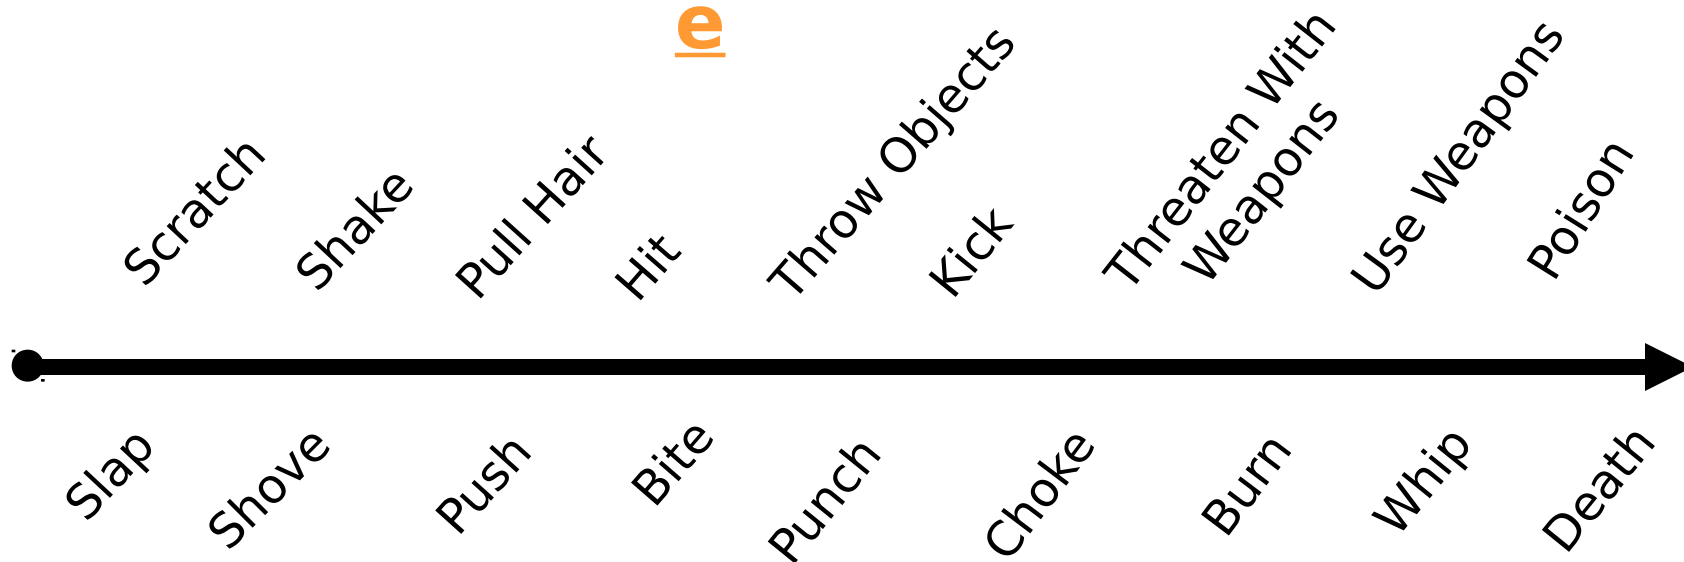 e
Scratch
Shake
Pull Hair
Hit
Throw Objects
Kick
Threaten With
Weapons
Use Weapons
Poison
Slap
Shove
Push
Bite
Punch
Choke
Burn
Whip
Death